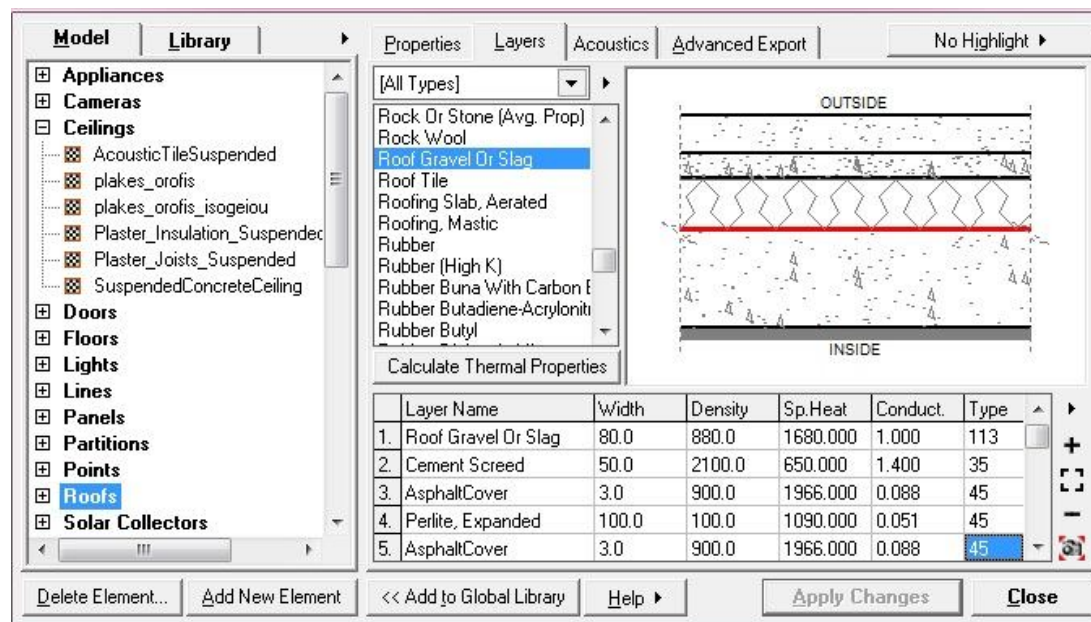 Model Library
Appliances
Cameras
Ceilings
AcousticTileSuspended
plakes_orofis
plakes_orofis_isogeiou
Plaster_Insulation_Suspended
Plaster_Joists_Suspended
SuspendedConcreteCeiling
Doors
Floors
Lights
Lines
Panels
Partitions
Points
Roofs
Solar Collectors
Delete Element... Add New Element
Properties Layers Acoustics Advanced Export No Highlight
[All Types]
Rock Or Stone (Avg. Prop)
Rock Wool
Roof Gravel Or Slag
Roof Tile
Roofing Slab, Aerated
Roofing, Mastic
Rubber
Rubber (High K)
Rubber Buna With Carbon
Rubber Butadiene-Acrylonitr
Rubber Butyl
Calculate Thermal Properties
OUTSIDE
INSIDE
Layer Name Width Density Sp.Heat Conduct. Type
1. Roof Gravel Or Slag 80.0 880.0 1680.000 1.000 113
2. Cement Screed 50.0 2100.0 650.000 1.400 35
3. AsphaltCover 3.0 900.0 1966.000 0.088 45
4. Perlite, Expanded 100.0 100.0 1090.000 0.051 45
5. AsphaltCover 3.0 900.0 1966.000 0.088 45
<< Add to Global Library Help Apply Changes Close